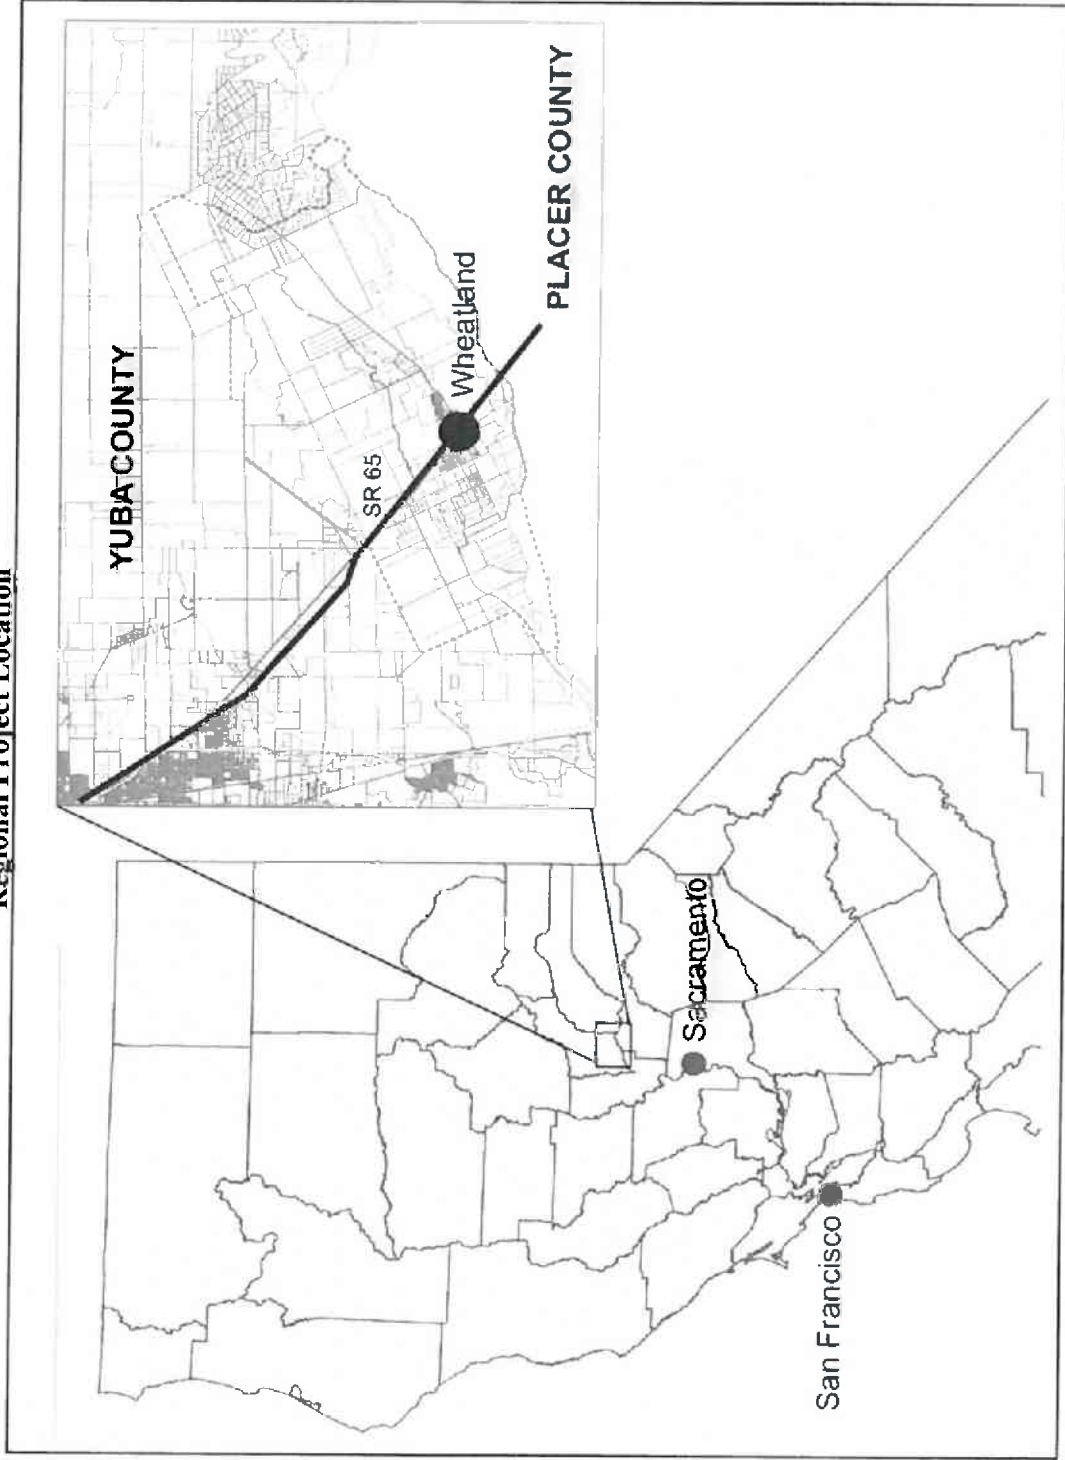 Regional Project Location
YUBA COUNTY
SR 65
Wheatland
PLACER COUNTY
Sacramento
San Francisco